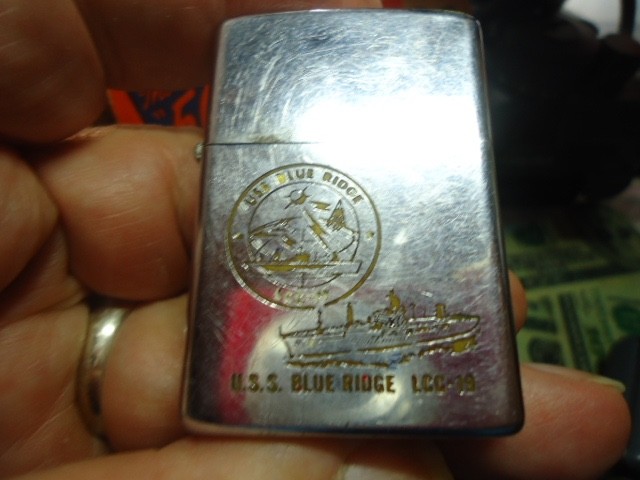 USS BLUE RIDGE
U.S.S. BLUE RIDGE LCC-19